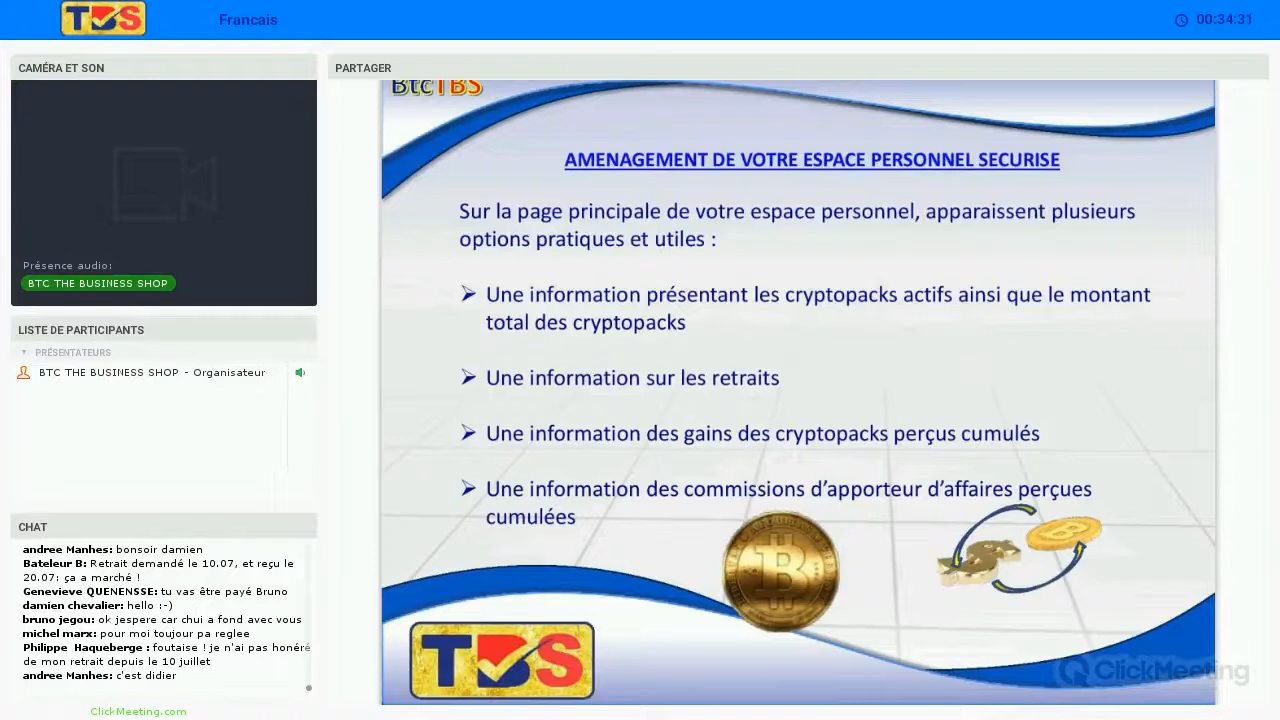 TBS
Francais
00:34:31
CAMÉRA ET SON
PARTAGER
Présence audio:
BTC THE BUSINESS SHOP
LISTE DE PARTICIPANTS
PRÉSENTATEURS
BTC THE BUSINESS SHOP - Organisateur
CHAT
andree Manhes: bonsoir damien
Bateleur B: Retrait demandé le 10.07, et reçu le
20.07: ça a marché !
Genevieve QUENENSSE: tu vas être payé Bruno
damien chevalier: hello :-)
bruno jegou: ok jespere car chui a fond avec vous
michel marx: pour moi toujour pa reglee
Philippe Haqueberge : foutaise ! je n'ai pas honéré
de mon retrait depuis le 10 juillet
andree Manhes: c'est didier
ClickMeeting.com
BtcTBS
AMENAGEMENT DE VOTRE ESPACE PERSONNEL SECURISE
Sur la page principale de votre espace personnel, apparaissent plusieurs
options pratiques et utiles :
Une information présentant les cryptopacks actifs ainsi que le montant
total des cryptopacks
Une information sur les retraits
Une information des gains des cryptopacks perçus cumulés
Une information des commissions d’apporteur d’affaires perçues
cumulées
TBS
ClickMeeting